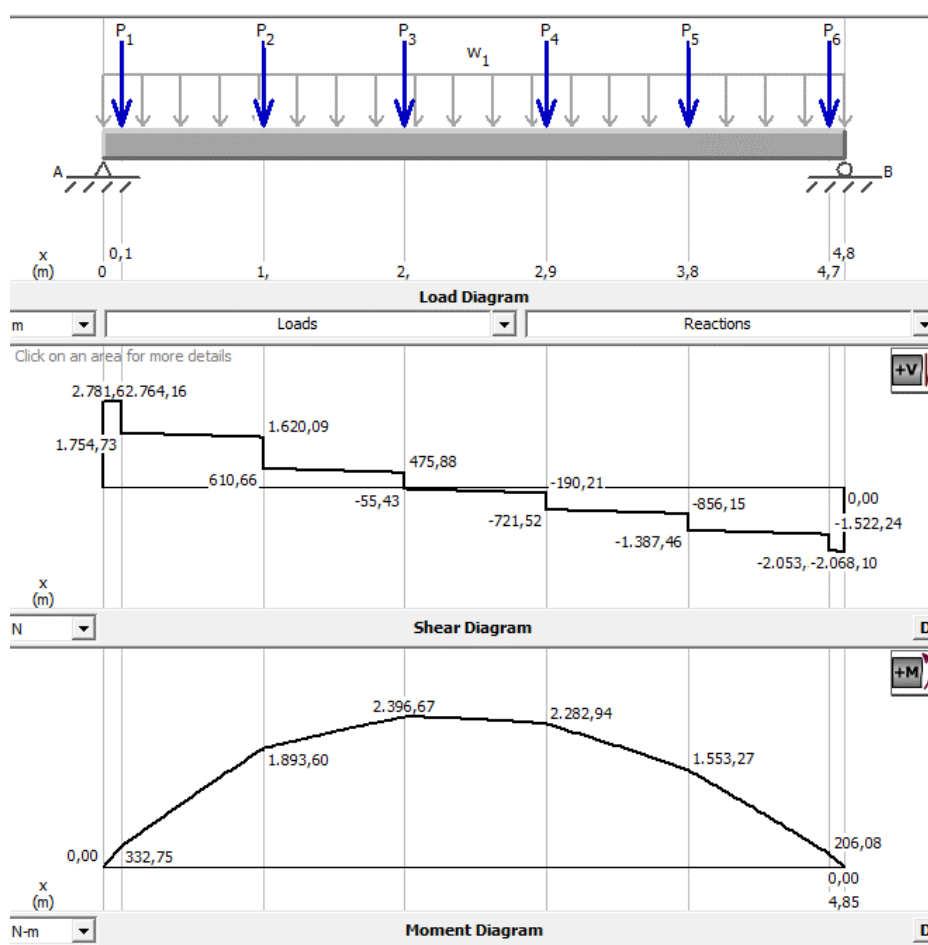 P1 P2 P3 P4 P5 P6
w1
A B
x 0,1 4,8
(m) 0 1, 2, 2,9 3,8 4,7
Load Diagram
m Loads Reactions
Click on an area for more details
+V
2.781,62.764,16
1.620,09
1.754,73
475,88
610,66 -190,21
-55,43 -856,15 0,00
-721,52 -1.522,24
-1.387,46
-2.053, -2.068,10
x
(m)
N Shear Diagram D
+M
2.396,67
2.282,94
1.893,60 1.553,27
206,08
0,00 332,75
x 0,00
(m) 4,85
N-m Moment Diagram D